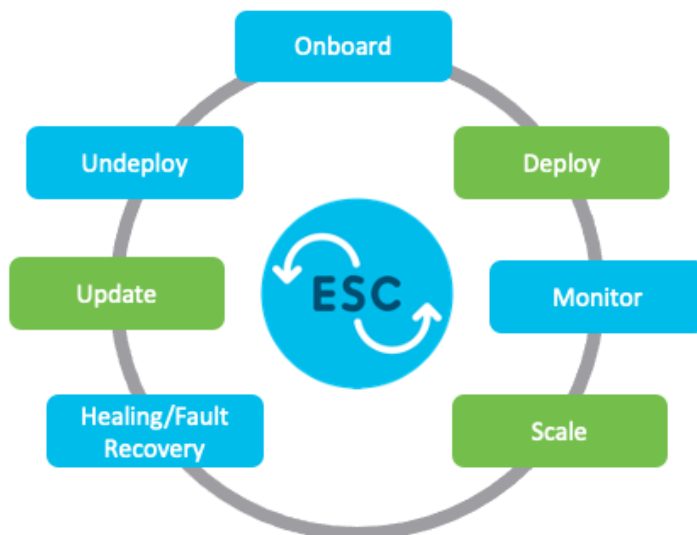 Onboard
Undeploy
Deploy
ESC
Update
Monitor
Healing/Fault
Recovery
Scale